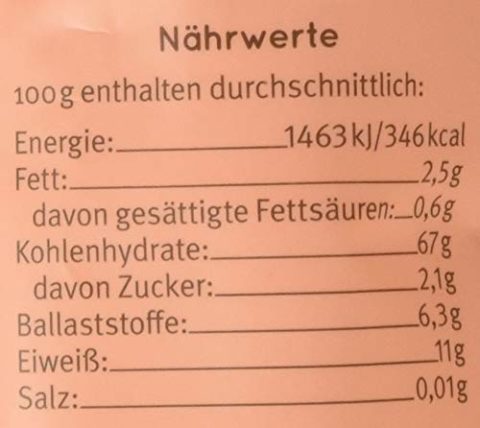 Nährwerte
100g enthalten durchschnittlich:
Energie: 1463kJ/346kcal
Fett: 2,5g
davon gesättigte Fettsäuren: 0,6g
Kohlenhydrate: 67g
davon Zucker: 2,1g
Ballaststoffe: 6,3g
Eiweiß: 11g
Salz: 0,01g